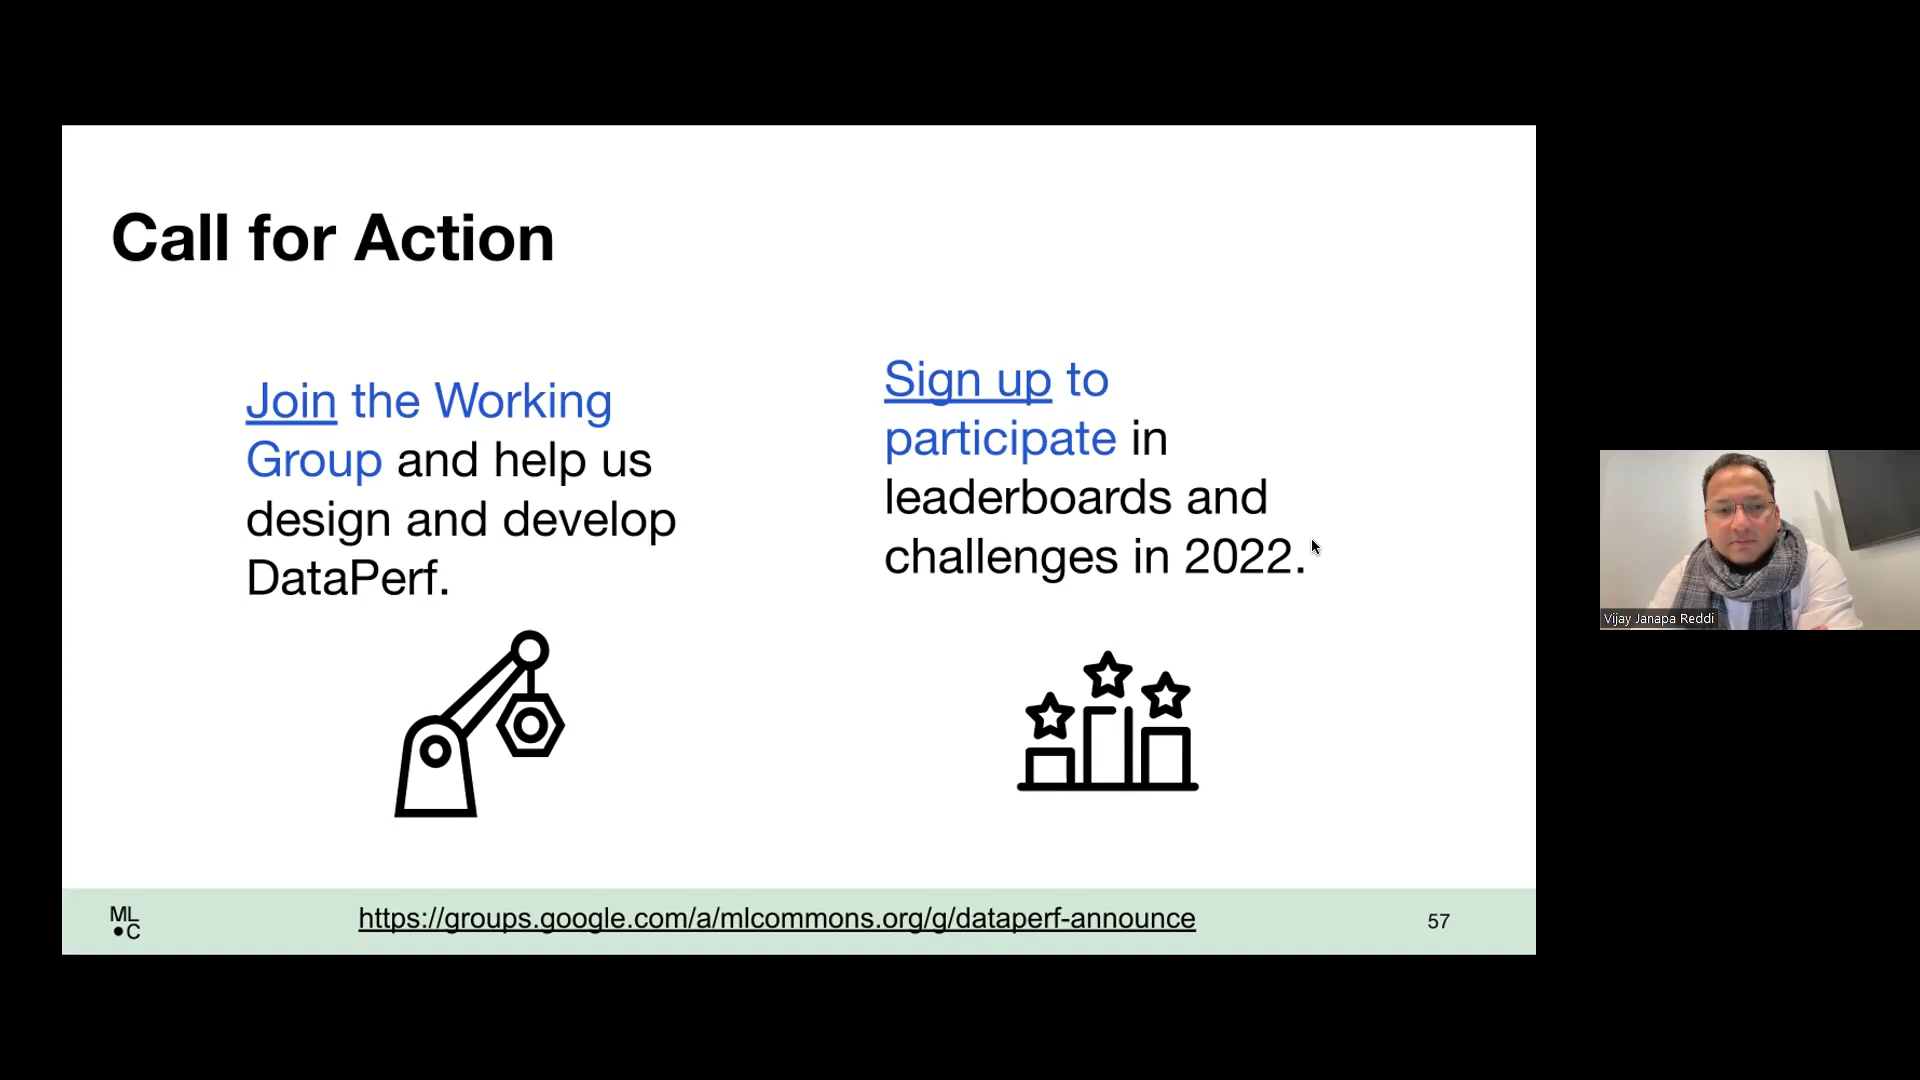 Call for Action
Join the Working
Group and help us
design and develop
DataPerf.
Sign up to
participate in
leaderboards and
challenges in 2022.
Vijay Janapa Reddi
ML
C
https://groups.google.com/a/mlcommons.org/g/dataperf-announce
57